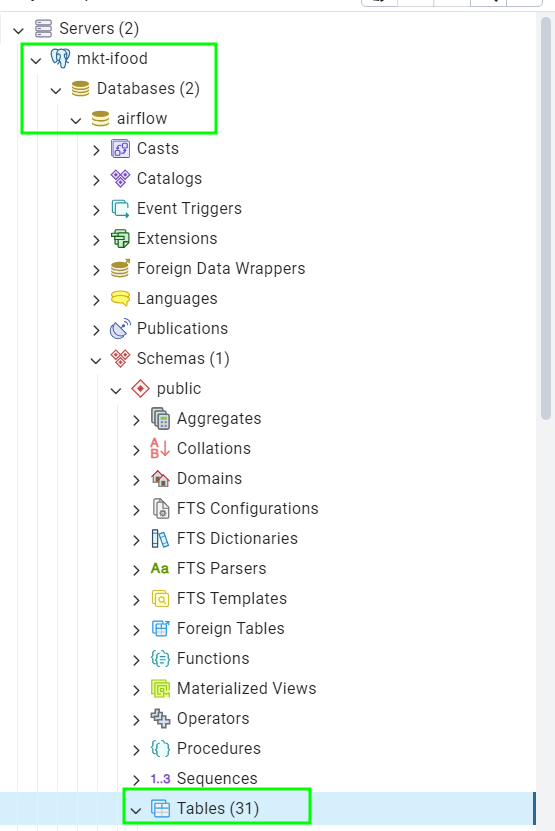 Servers (2)
mkt-ifood
Databases (2)
airflow
Casts
Catalogs
Event Triggers
Extensions
Foreign Data Wrappers
Languages
Publications
Schemas (1)
public
Aggregates
Collations
Domains
FTS Configurations
FTS Dictionaries
Aa FTS Parsers
FTS Templates
Foreign Tables
Functions
Materialized Views
Operators
Procedures
1..3 Sequences
Tables (31)